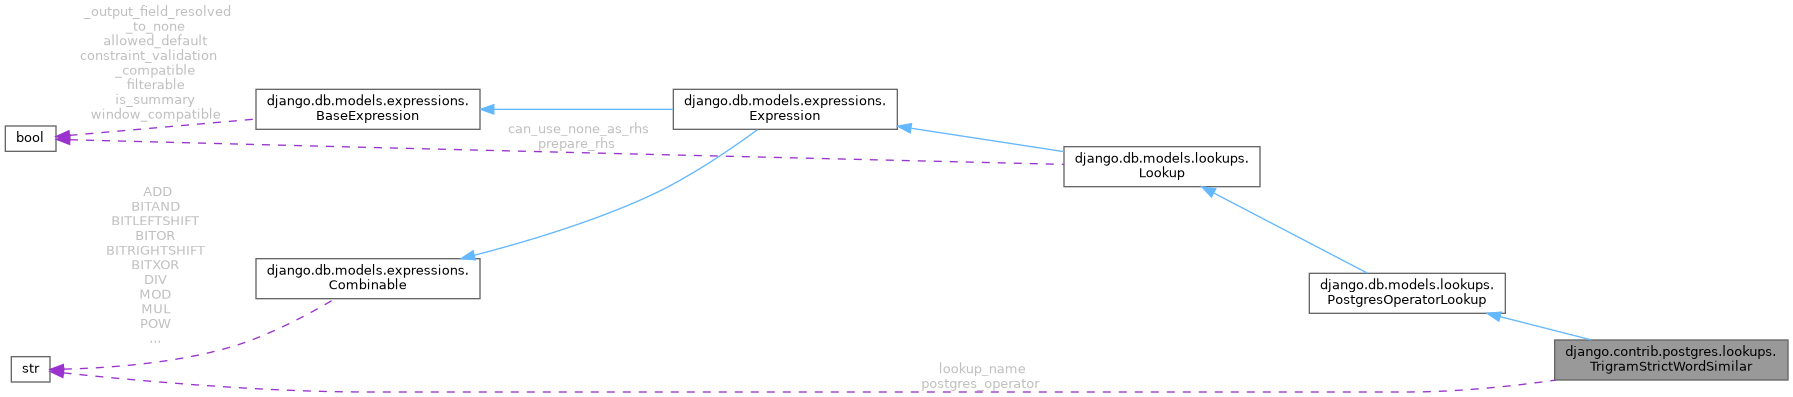 _output_field_resolved
_to_none
allowed_default
constraint_validation
_compatible
filterable
is_summary
window_compatible
django.db.models.expressions.
BaseExpression
django.db.models.expressions.
Expression
bool
can_use_none_as_rhs
prepare_rhs
django.db.models.lookups.
Lookup
ADD
BITAND
BITLEFTSHIFT
BITOR
BITRIGHTSHIFT
BITXOR
DIV
MOD
MUL
POW
...
django.db.models.expressions.
Combinable
django.db.models.lookups.
PostgresOperatorLookup
str
lookup_name
postgres_operator
django.contrib.postgres.lookups.
TrigramStrictWordSimilar